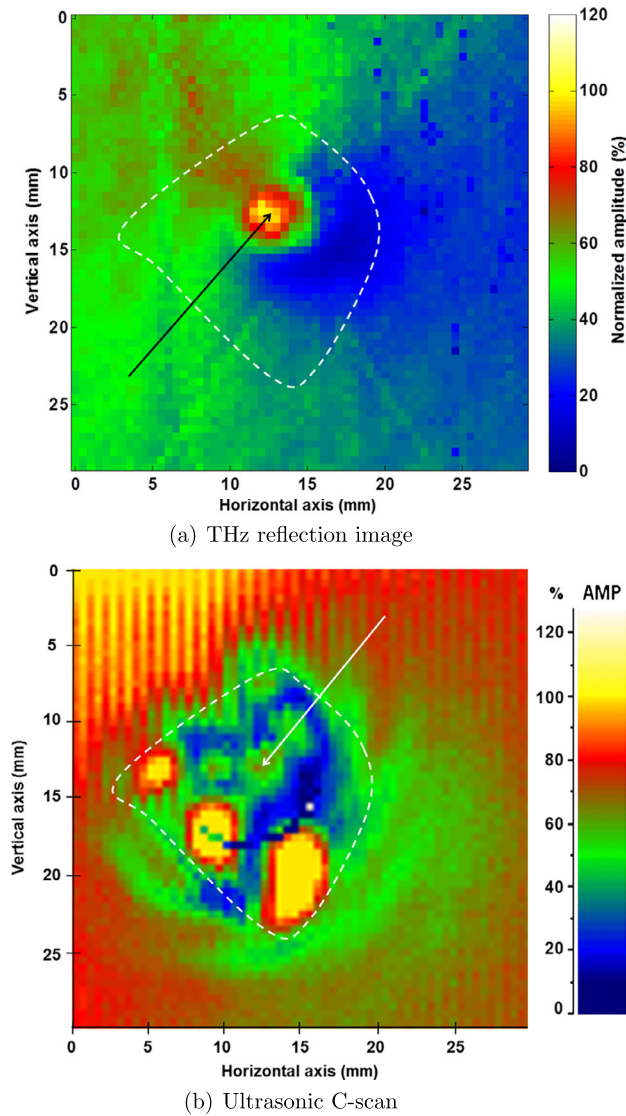 0
5
10
15
20
25
Vertical axis (mm)
0 5 10 15 20 25
Horizontal axis (mm)
120
100
80
60
40
20
0
Normalized amplitude (%)
(a) THz reflection image
0
5
10
15
20
25
Vertical axis (mm)
0 5 10 15 20 25
Horizontal axis (mm)
% AMP
120
100
80
60
40
20
0
(b) Ultrasonic C-scan